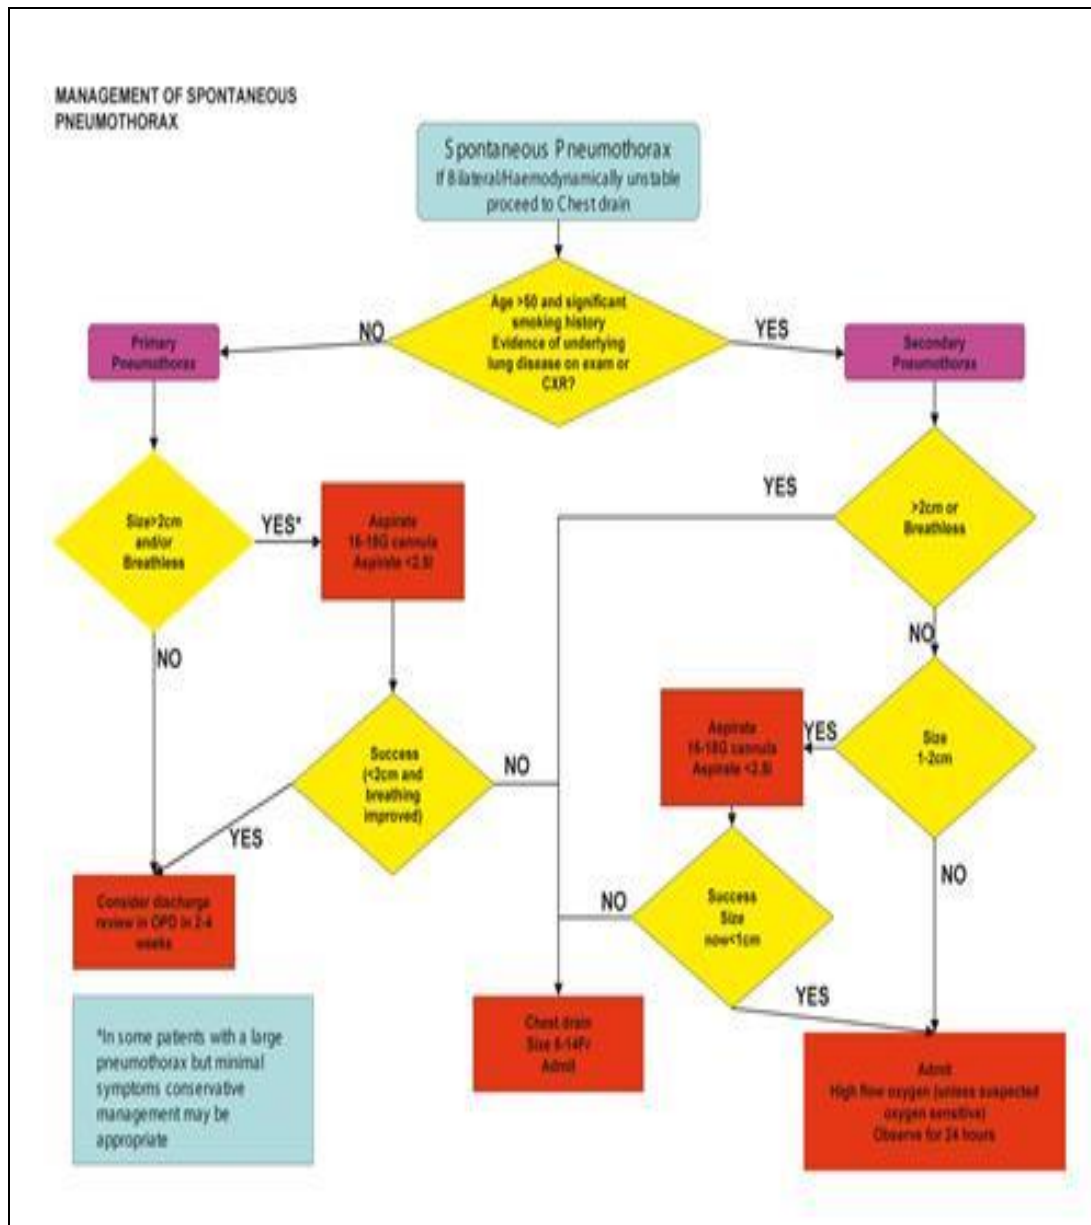 MANAGEMENT OF SPONTANEOUS
PNEUMOTHORAX
Spontaneous Pneumothorax
If Bilateral/Haemodynamically unstable
proceed to Chest drain
Age >50 and significant
smoking history
Evidence of underlying
lung disease on exam or
CXR?
NO
YES
Primary
Pneumothorax
Secondary
Pneumothorax
Size>2cm
and/or
Breathless
YES*
Aspirate
16-18G cannula
Aspirate <2.5l
YES
>2cm or
Breathless
NO
NO
Success
(<2cm and
breathing
improved)
NO
YES
Aspirate
16-18G cannula
Aspirate <2.5l
YES
Size
1-2cm
NO
Success
Size
now<1cm
NO
YES
Consider discharge
review in OPD in 2-4
weeks
*In some patients with a large
pneumothorax but minimal
symptoms conservative
management may be
appropriate
Chest drain
Size 8-14Fr
Admit
Admit
High flow oxygen (unless suspected
oxygen sensitive)
Observe for 24 hours